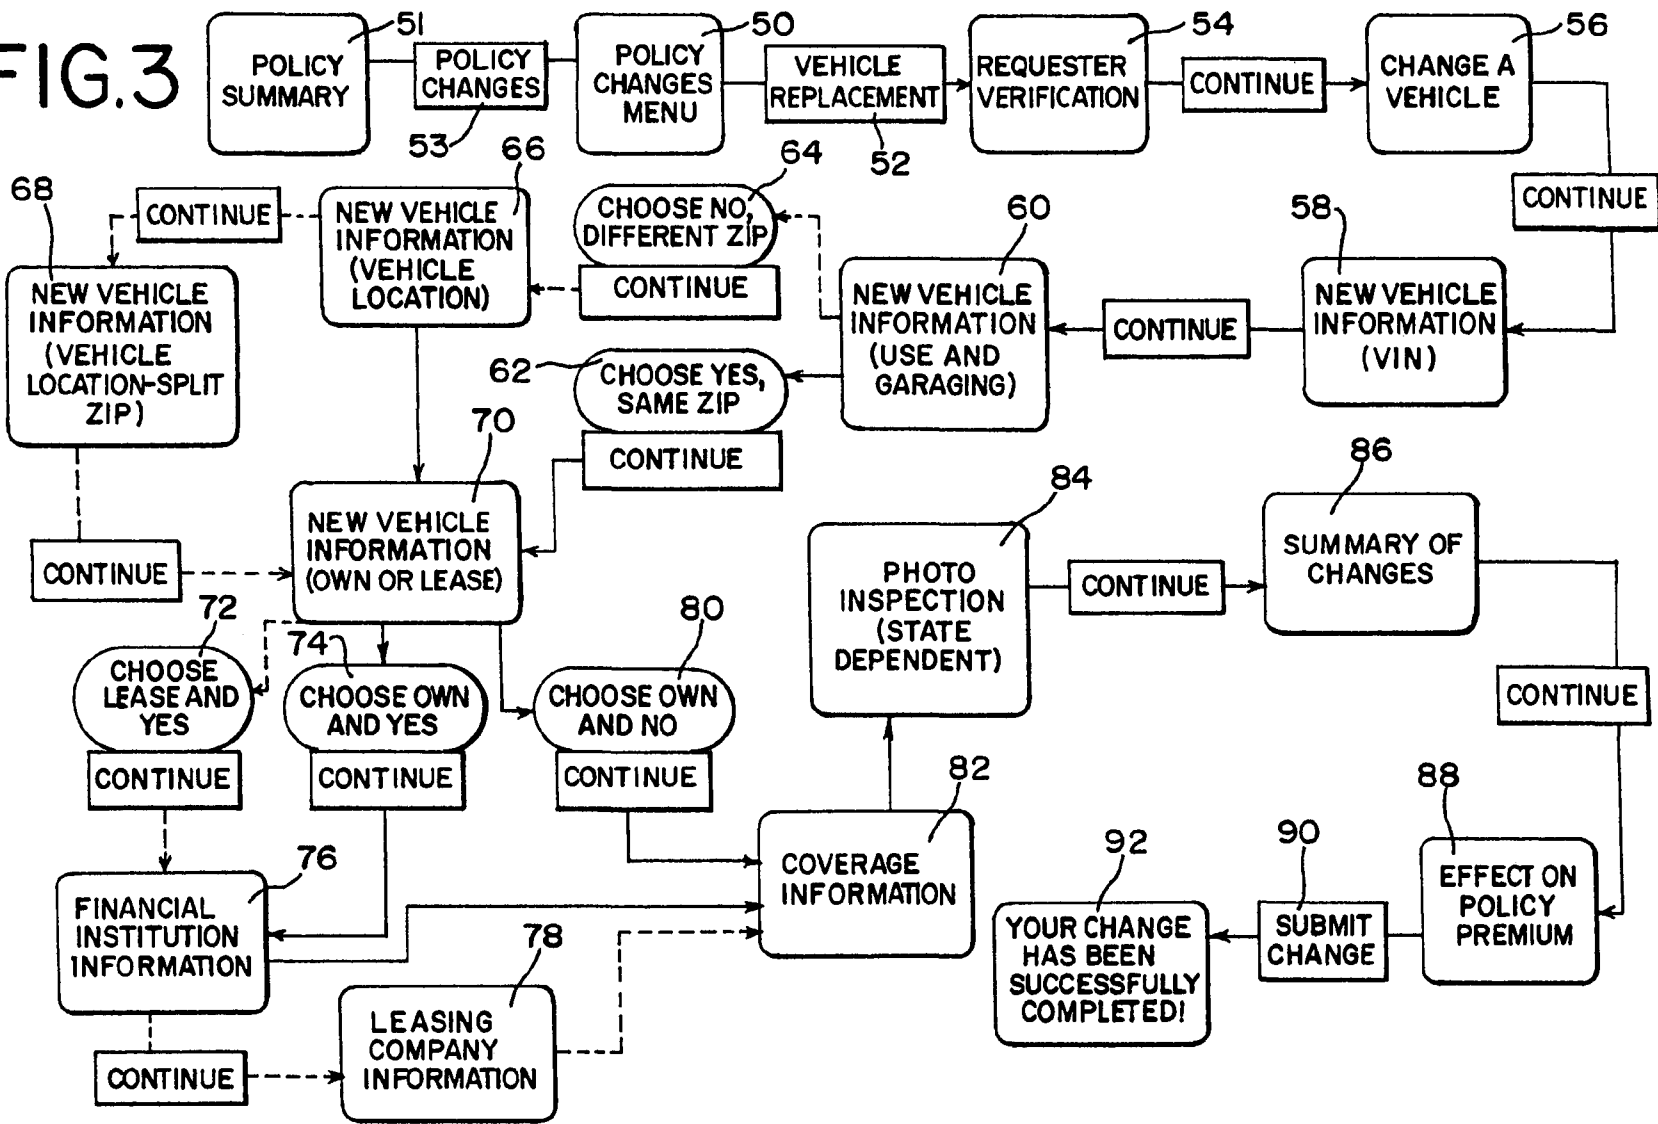 FIG.3
51
POLICY
SUMMARY
POLICY
CHANGES
53
50
POLICY
CHANGES
MENU
VEHICLE
REPLACEMENT
52
54
REQUESTER
VERIFICATION
CONTINUE
56
CHANGE A
VEHICLE
CONTINUE
58
NEW VEHICLE
INFORMATION
(VIN)
CONTINUE
60
NEW VEHICLE
INFORMATION
(USE AND
GARAGING)
64
CHOOSE NO,
DIFFERENT ZIP
CONTINUE
62
CHOOSE YES,
SAME ZIP
CONTINUE
66
NEW VEHICLE
INFORMATION
(VEHICLE
LOCATION)
CONTINUE
68
NEW VEHICLE
INFORMATION
(VEHICLE
LOCATION-SPLIT
ZIP)
CONTINUE
70
NEW VEHICLE
INFORMATION
(OWN OR LEASE)
72
CHOOSE
LEASE AND
YES
CONTINUE
74
CHOOSE OWN
AND YES
CONTINUE
80
CHOOSE OWN
AND NO
CONTINUE
76
FINANCIAL
INSTITUTION
INFORMATION
CONTINUE
78
LEASING
COMPANY
INFORMATION
82
COVERAGE
INFORMATION
84
PHOTO
INSPECTION
(STATE
DEPENDENT)
CONTINUE
86
SUMMARY OF
CHANGES
CONTINUE
88
EFFECT ON
POLICY
PREMIUM
90
SUBMIT
CHANGE
92
YOUR CHANGE
HAS BEEN
SUCCESSFULLY
COMPLETED!